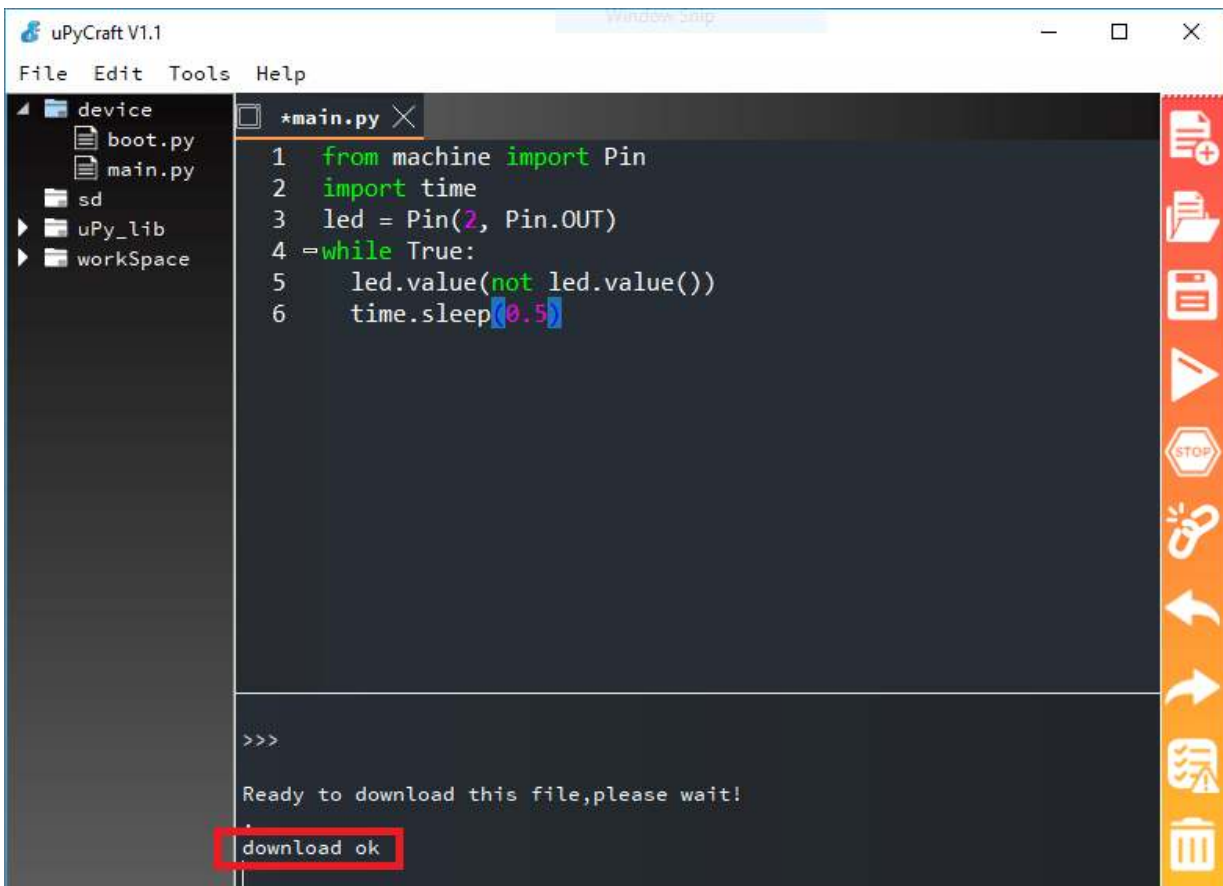 Window Snip
uPyCraft V1.1
File Edit Tools Help
device
boot.py
main.py
sd
uPy_lib
workSpace
*main.py
1 from machine import Pin
2 import time
3 led = Pin(2, Pin.OUT)
4 while True:
5 led.value(not led.value())
6 time.sleep(0.5)
STOP
>>>
Ready to download this file,please wait!
.
download ok